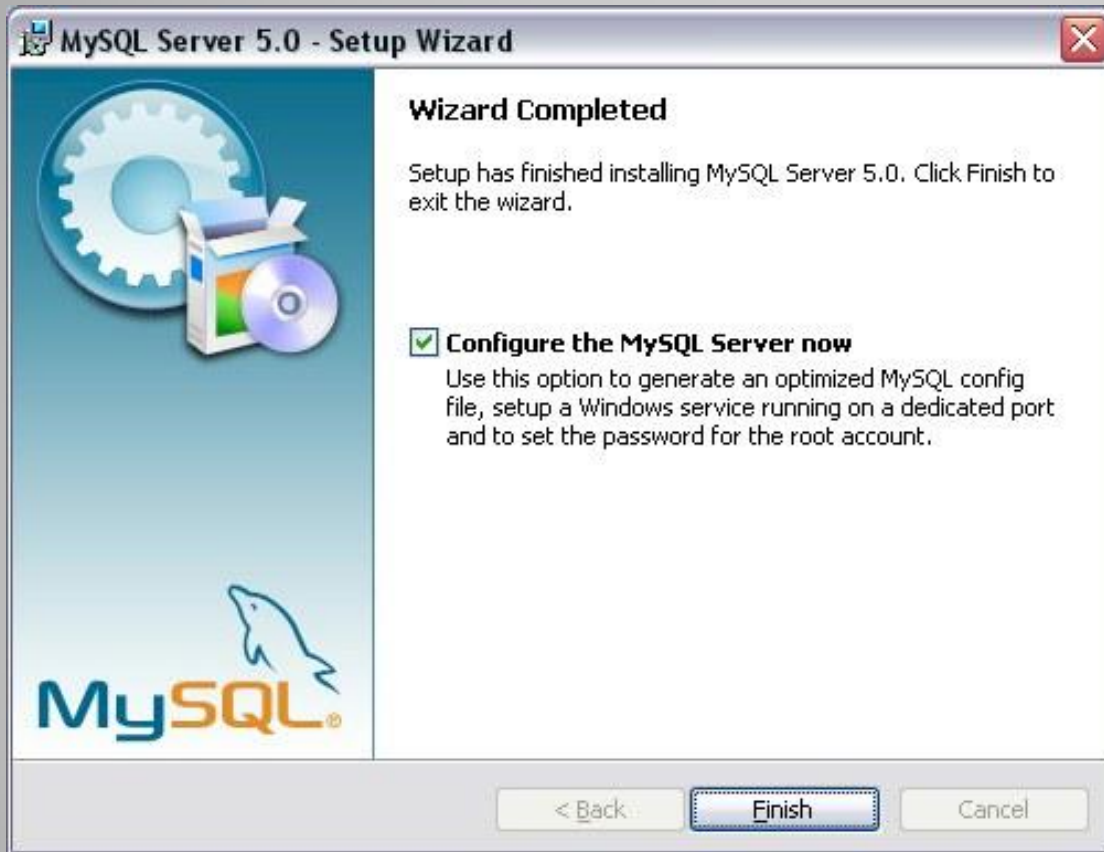 MySQL Server 5.0 - Setup Wizard
Wizard Completed
Setup has finished installing MySQL Server 5.0. Click Finish to
exit the wizard.
Configure the MySQL Server now
Use this option to generate an optimized MySQL config
file, setup a Windows service running on a dedicated port
and to set the password for the root account.
MySQL®
< Back
Finish
Cancel